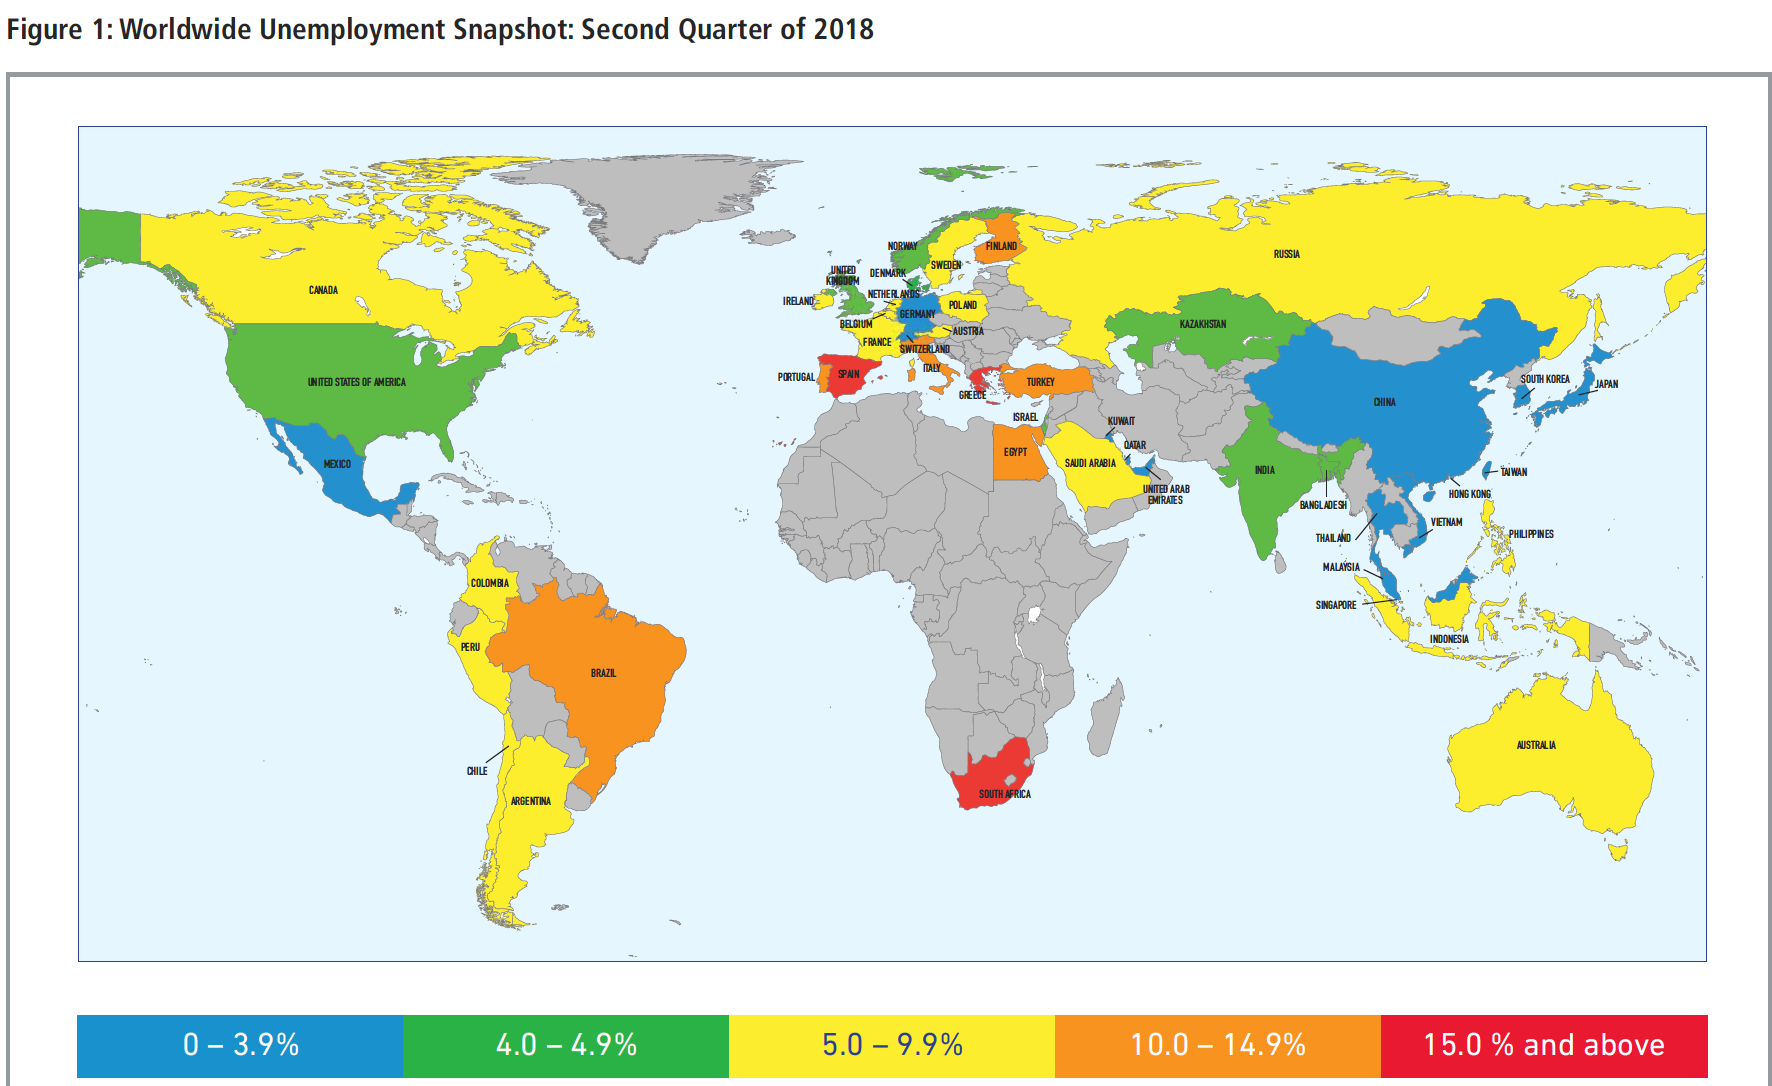 Figure 1: Worldwide Unemployment Snapshot: Second Quarter of 2018
CANADA
UNITED STATES OF AMERICA
MEXICO
COLOMBIA
PERU
BRAZIL
CHILE
ARGENTINA
NORWAY
FINLAND
SWEDEN
UNITED
KINGDOM
DENMARK
IRELAND
NETHERLANDS
POLAND
GERMANY
BELGIUM
AUSTRIA
FRANCE
SWITZERLAND
PORTUGAL
SPAIN
ITALY
GREECE
TURKEY
RUSSIA
KAZAKHSTAN
ISRAEL
KUWAIT
EGYPT
QATAR
SAUDI ARABIA
UNITED ARAB
EMIRATES
SOUTH AFRICA
CHINA
SOUTH KOREA
JAPAN
INDIA
TAIWAN
HONG KONG
BANGLADESH
VIETNAM
THAILAND
PHILIPPINES
MALAYSIA
SINGAPORE
INDONESIA
AUSTRALIA
0 – 3.9%
4.0 – 4.9%
5.0 – 9.9%
10.0 – 14.9%
15.0 % and above